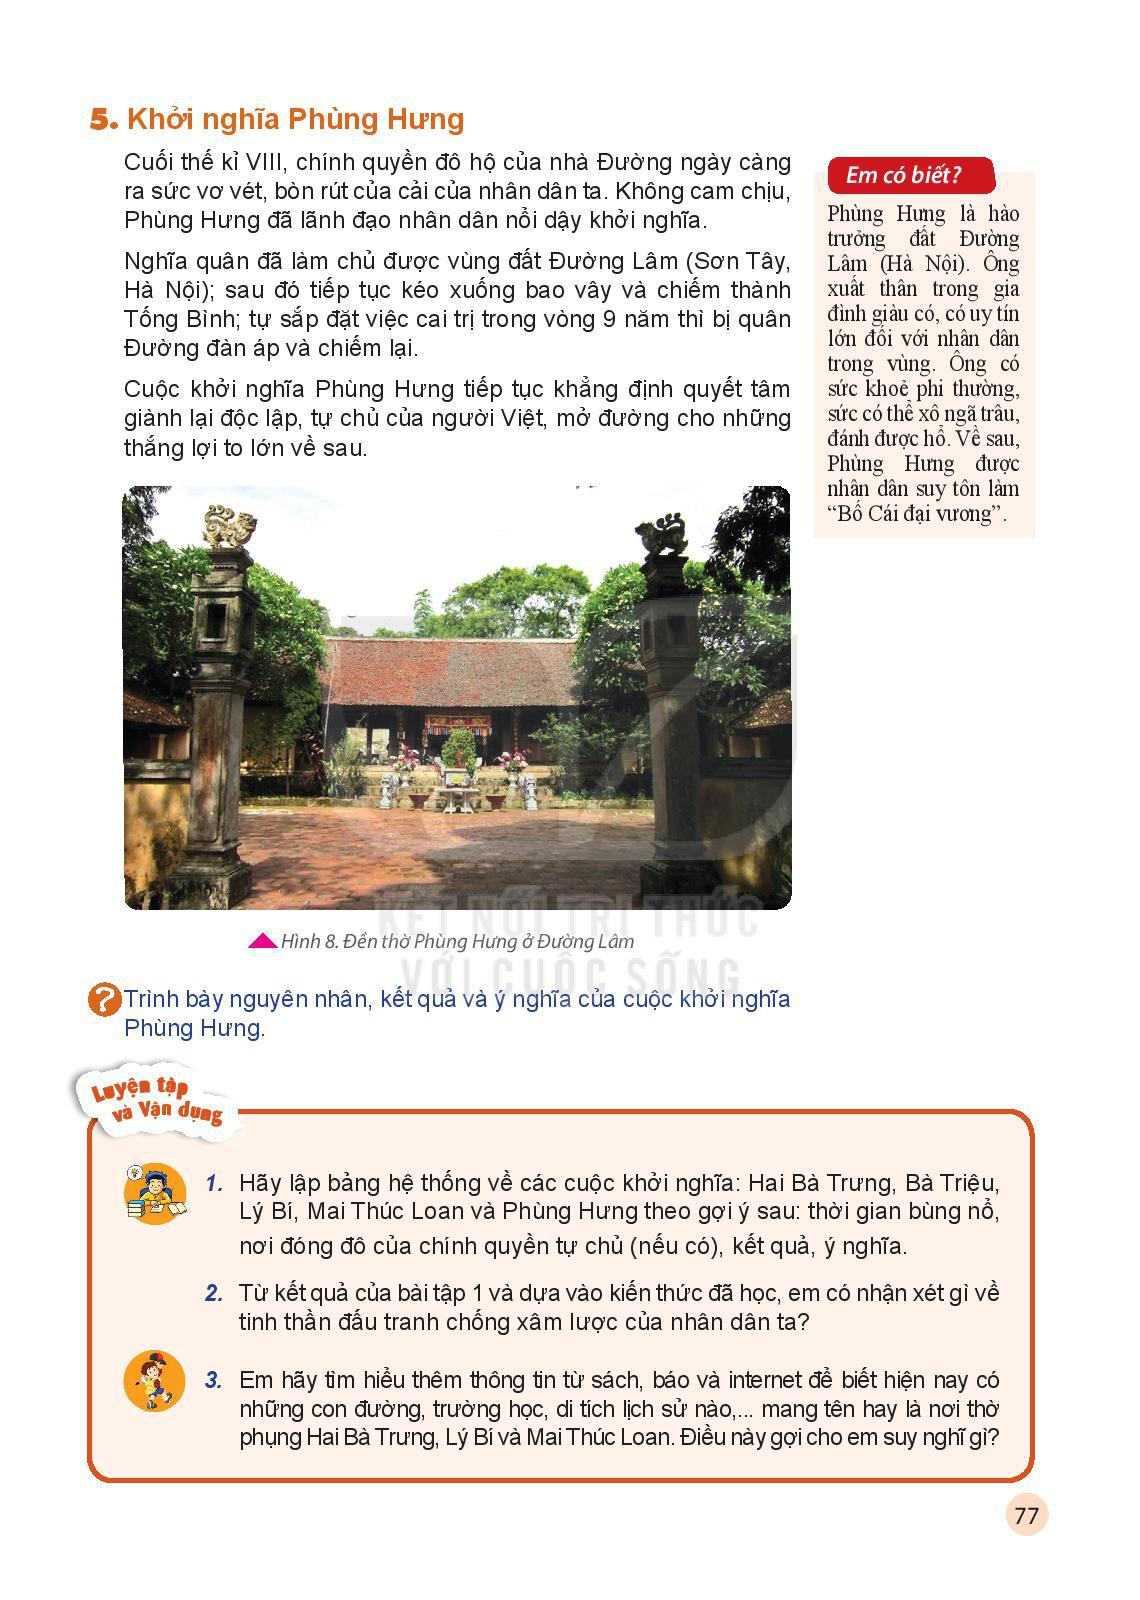 5. Khởi nghĩa Phùng Hưng
Cuối thế kỉ VIII, chính quyền đô hộ của nhà Đường ngày càng
ra sức vơ vét, bòn rút của cải của nhân dân ta. Không cam chịu,
Phùng Hưng đã lãnh đạo nhân dân nổi dậy khởi nghĩa.
Nghĩa quân đã làm chủ được vùng đất Đường Lâm (Sơn Tây,
Hà Nội); sau đó tiếp tục kéo xuống bao vây và chiếm thành
Tống Bình; tự sắp đặt việc cai trị trong vòng 9 năm thì bị quân
Đường đàn áp và chiếm lại.
Cuộc khởi nghĩa Phùng Hưng tiếp tục khẳng định quyết tâm
giành lại độc lập, tự chủ của người Việt, mở đường cho những
thắng lợi to lớn về sau.
Em có biết?
Phùng Hưng là hào
trưởng đất Đường
Lâm (Hà Nội). Ông
xuất thân trong gia
đình giàu có, có uy tín
lớn đối với nhân dân
trong vùng. Ông có
sức khoẻ phi thường,
sức có thể xô ngã trâu,
đánh được hổ. Về sau,
Phùng Hưng được
nhân dân suy tôn làm
“Bố Cái đại vương”.
KẾT NỐI TRI THỨC
VỚI CUỘC SỐNG
Hình 8. Đền thờ Phùng Hưng ở Đường Lâm
? Trình bày nguyên nhân, kết quả và ý nghĩa của cuộc khởi nghĩa
Phùng Hưng.
Luyện tập
và Vận dụng
1. Hãy lập bảng hệ thống về các cuộc khởi nghĩa: Hai Bà Trưng, Bà Triệu,
Lý Bí, Mai Thúc Loan và Phùng Hưng theo gợi ý sau: thời gian bùng nổ,
nơi đóng đô của chính quyền tự chủ (nếu có), kết quả, ý nghĩa.
2. Từ kết quả của bài tập 1 và dựa vào kiến thức đã học, em có nhận xét gì về
tinh thần đấu tranh chống xâm lược của nhân dân ta?
3. Em hãy tìm hiểu thêm thông tin từ sách, báo và internet để biết hiện nay có
những con đường, trường học, di tích lịch sử nào,... mang tên hay là nơi thờ
phụng Hai Bà Trưng, Lý Bí và Mai Thúc Loan. Điều này gợi cho em suy nghĩ gì?
77